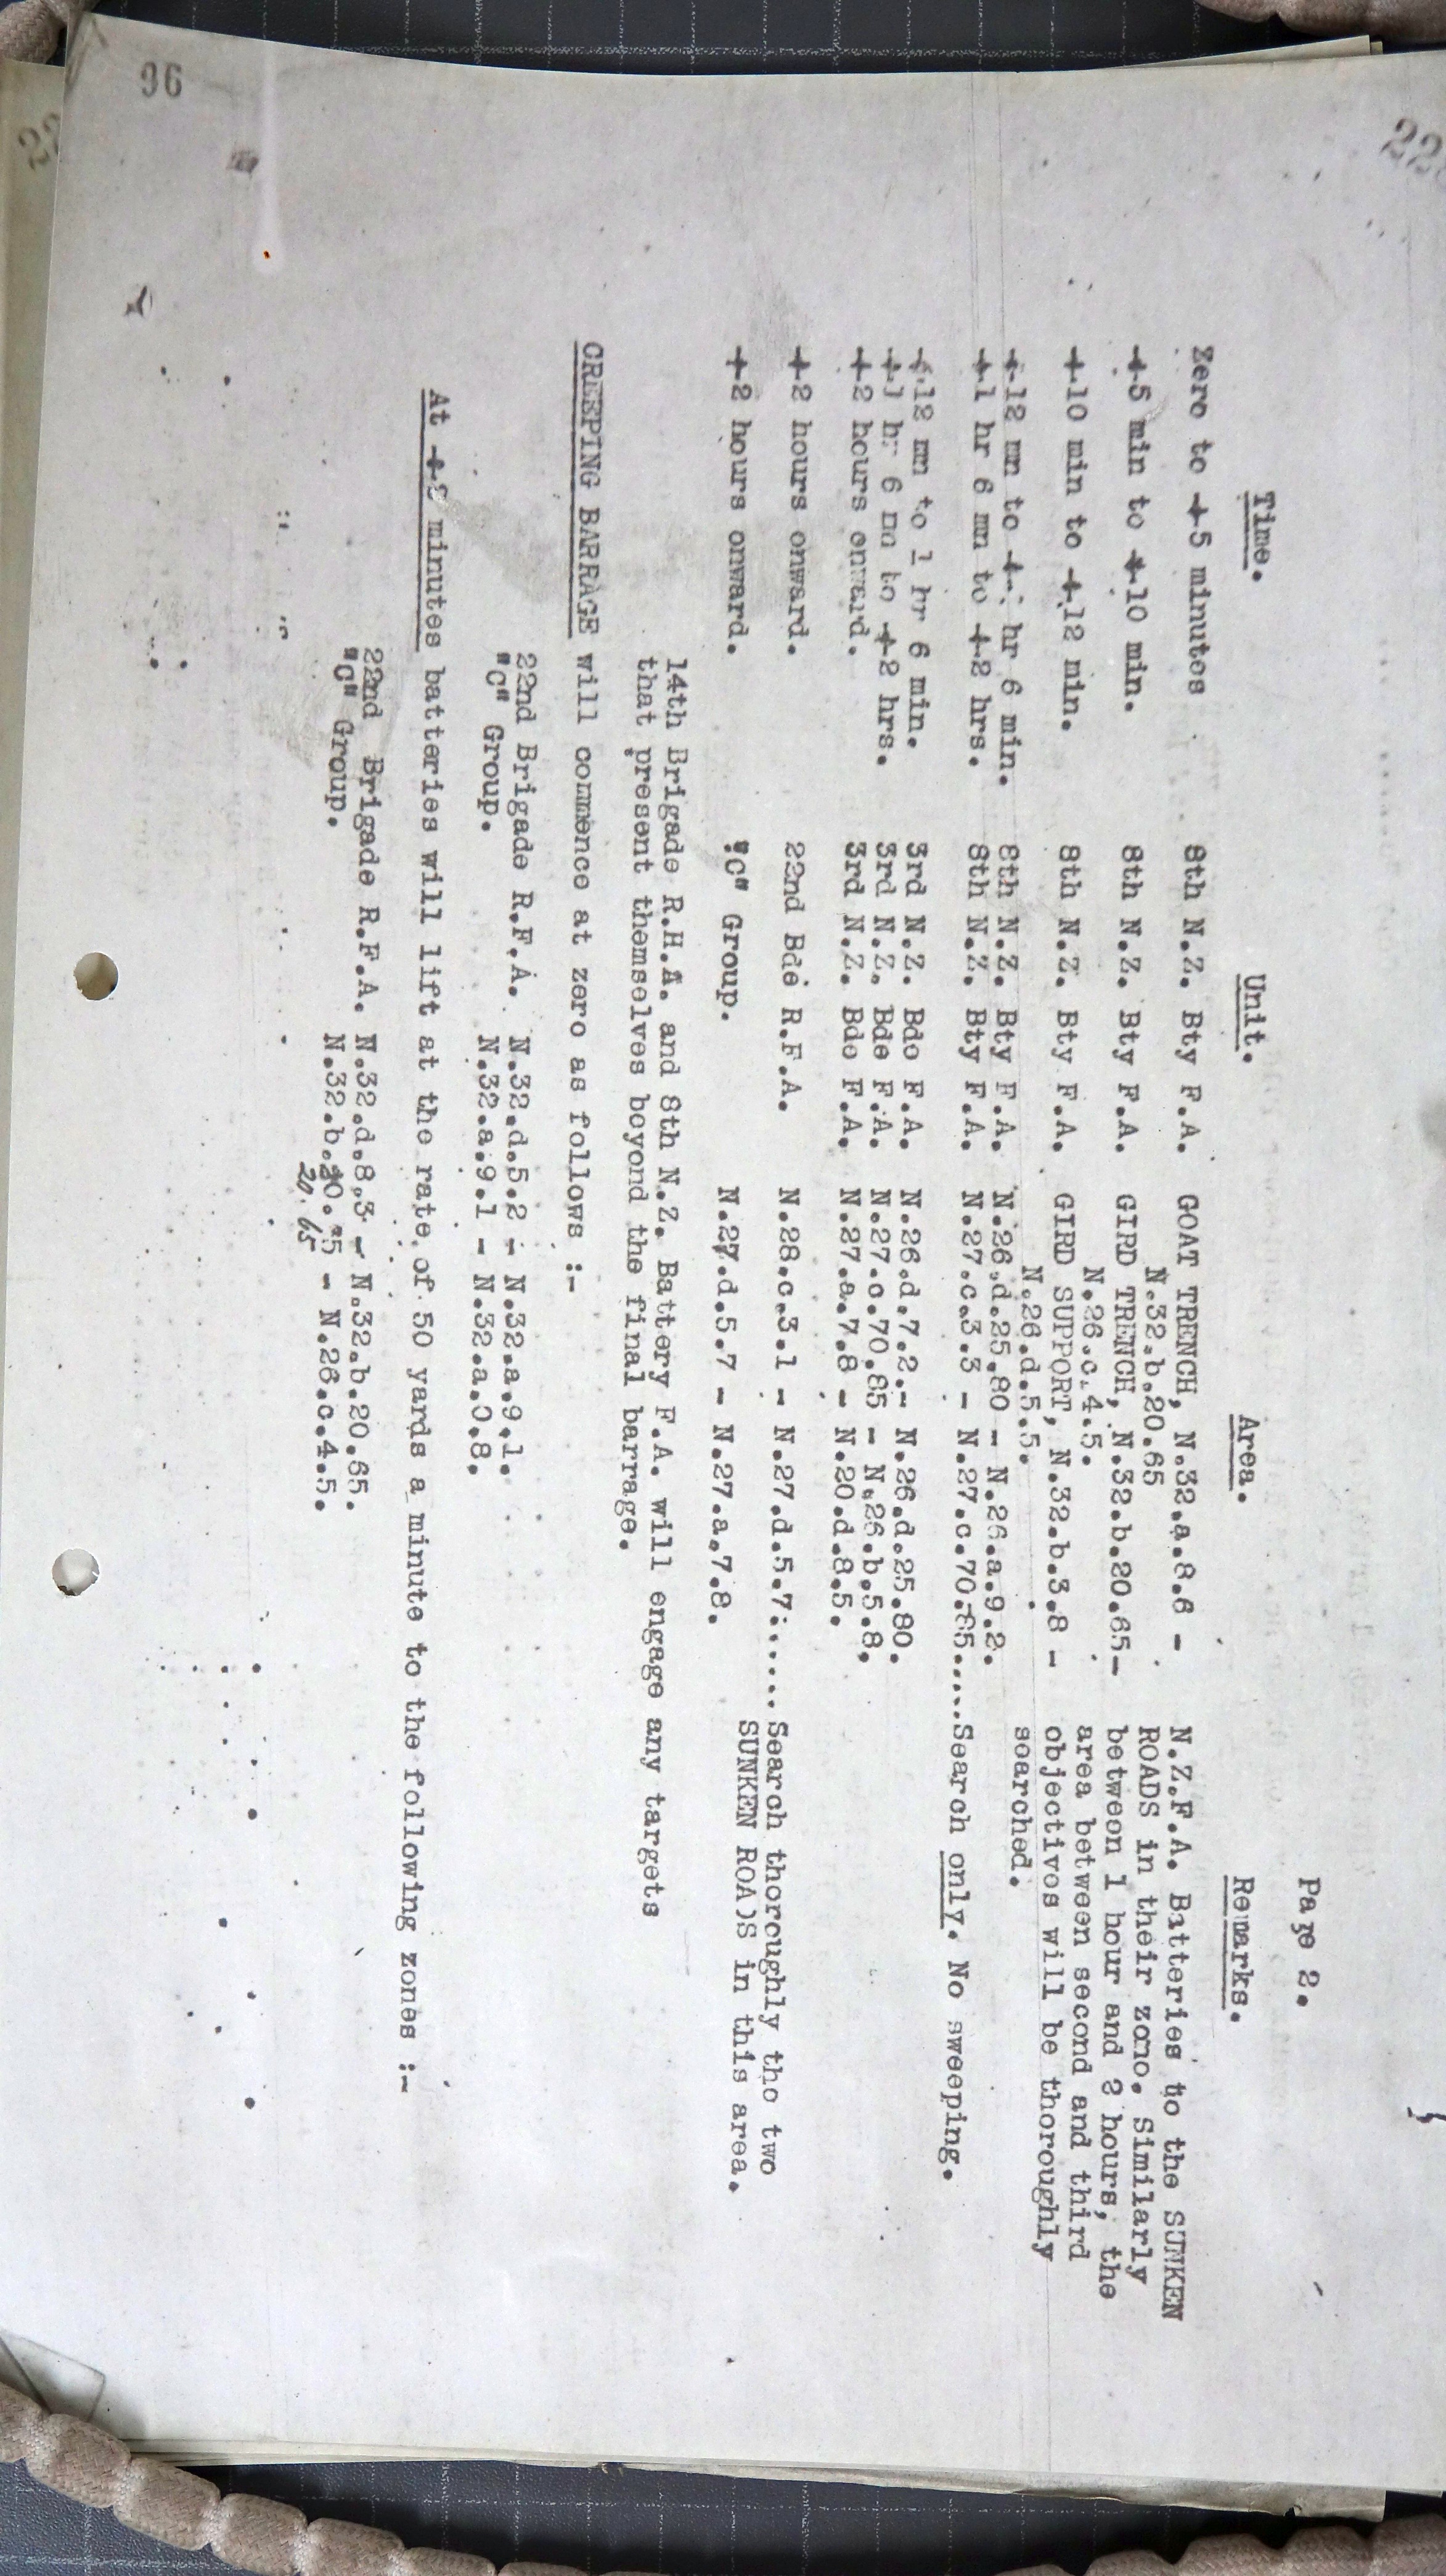 Page 2.
Time. Unit. Area. Remarks.
Zero to +5 minutes 8th N.Z. Bty F.A. GOAT TRENCH, N.32.a.8.6 - N.Z.F.A. Batteries to the SUNKEN
N.32.b.20.65 ROADS in their zone. Similarly
+5 min to +10 min. 8th N.Z. Bty F.A. GIRD TRENCH, N.32.b.20.65- between 1 hour and 2 hours, the
N.26.c.4.5. area between second and third
+10 min to +12 min. 8th N.Z. Bty F.A. GIRD SUPPORT, N.32.b.3.8 - objectives will be thoroughly
N.26.d.5.5. searched.
+12 mn to + hr 6 min. 8th N.Z. Bty F.A. N.26.d.25.80 - N.26.a.9.2.
+1 hr 6 mn to +2 hrs. 8th N.Z. Bty F.A. N.27.c.3.3 - N.27.c.70.85....Search only. No sweeping.
+12 mn to 1 hr 6 min. 3rd N.Z. Bde F.A. N.26.d.7.2.- N.26.d.25.80.
+1 hr 6 mn to +2 hrs. 3rd N.Z. Bde F.A. N.27.c.70.85 - N.26.b.5.8.
+2 hours onward. 3rd N.Z. Bde F.A. N.27.a.7.8 - N.20.d.8.5.
+2 hours onward. 22nd Bde R.F.A. N.28.c.3.1 - N.27.d.5.7:.....Search thoroughly the two
SUNKEN ROADS in this area.
+2 hours onward. "C" Group. N.27.d.5.7 - N.27.a.7.8.
14th Brigade R.H.A. and 8th N.Z. Battery F.A. will engage any targets
that present themselves beyond the final barrage.
CREEPING BARRAGE will commence at zero as follows :-
22nd Brigade R.F.A. N.32.d.5.2 - N.32.a.9.1.
"C" Group. N.32.a.9.1 - N.32.a.0.8.
At + minutes batteries will lift at the rate of 50 yards a minute to the following zones :-
22nd Brigade R.F.A. N.32.d.8.3 - N.32.b.20.65.
"C" Group. N.32.b. - N.26.c.4.5.
20.65
96